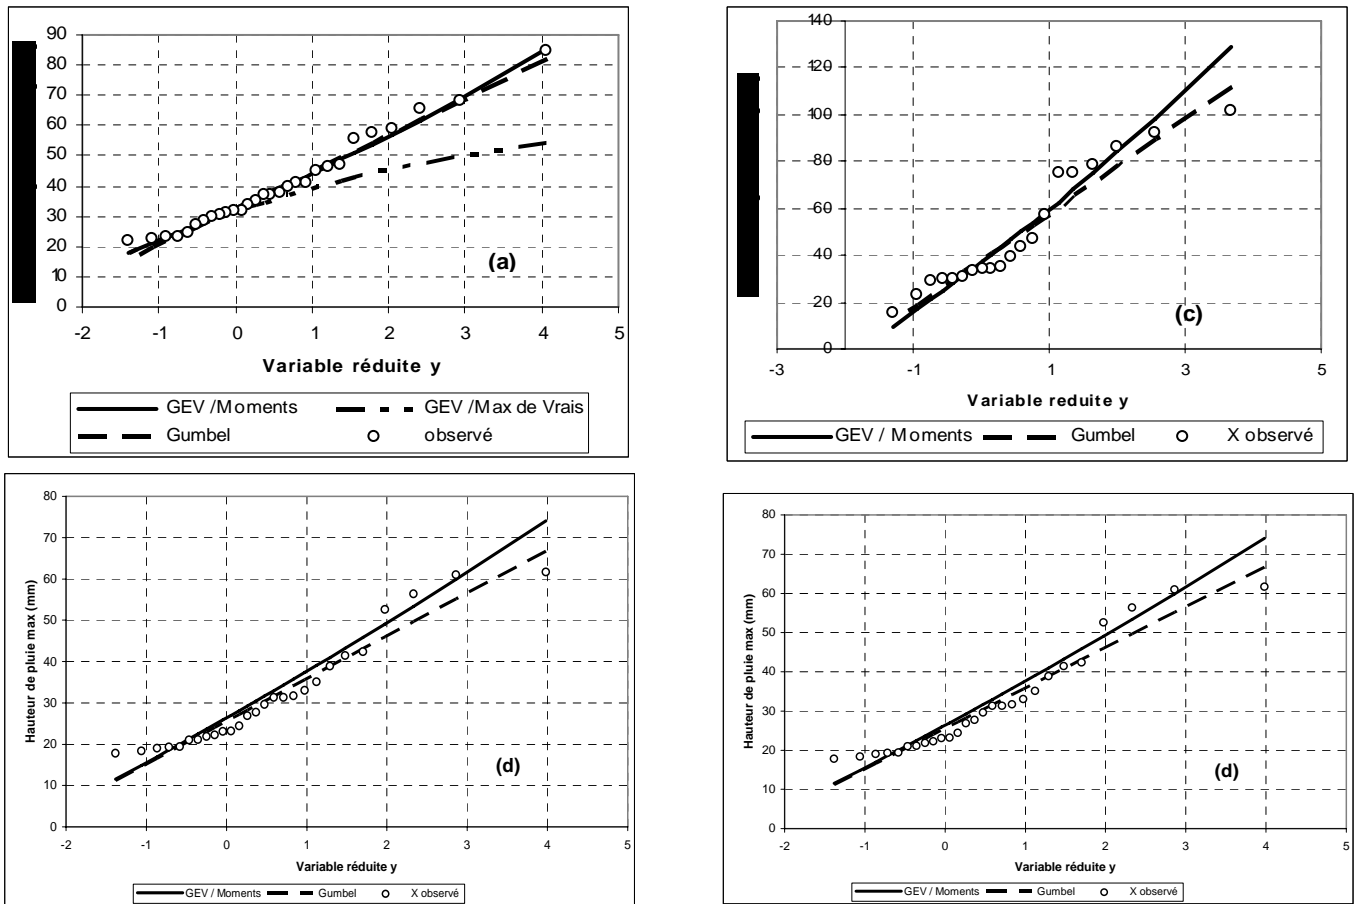 90
80
70
60
50
40
30
20
10
0
-2
-1
0
1
2
3
4
5
(a)
Variable réduite y
GEV /Moments
GEV /Max de Vrais
Gumbel
observé
140
120
100
80
60
40
20
0
-3
-1
1
3
5
(c)
Variable reduite y
GEV / Moments
Gumbel
X observé
Hauteur de pluie max (mm)
80
70
60
50
40
30
20
10
0
-2
-1
0
1
2
3
4
5
(d)
Variable réduite y
GEV / Moments
Gumbel
X observé
Hauteur de pluie max (mm)
80
70
60
50
40
30
20
10
0
-2
-1
0
1
2
3
4
5
(d)
Variable réduite y
GEV / Moments
Gumbel
X observé